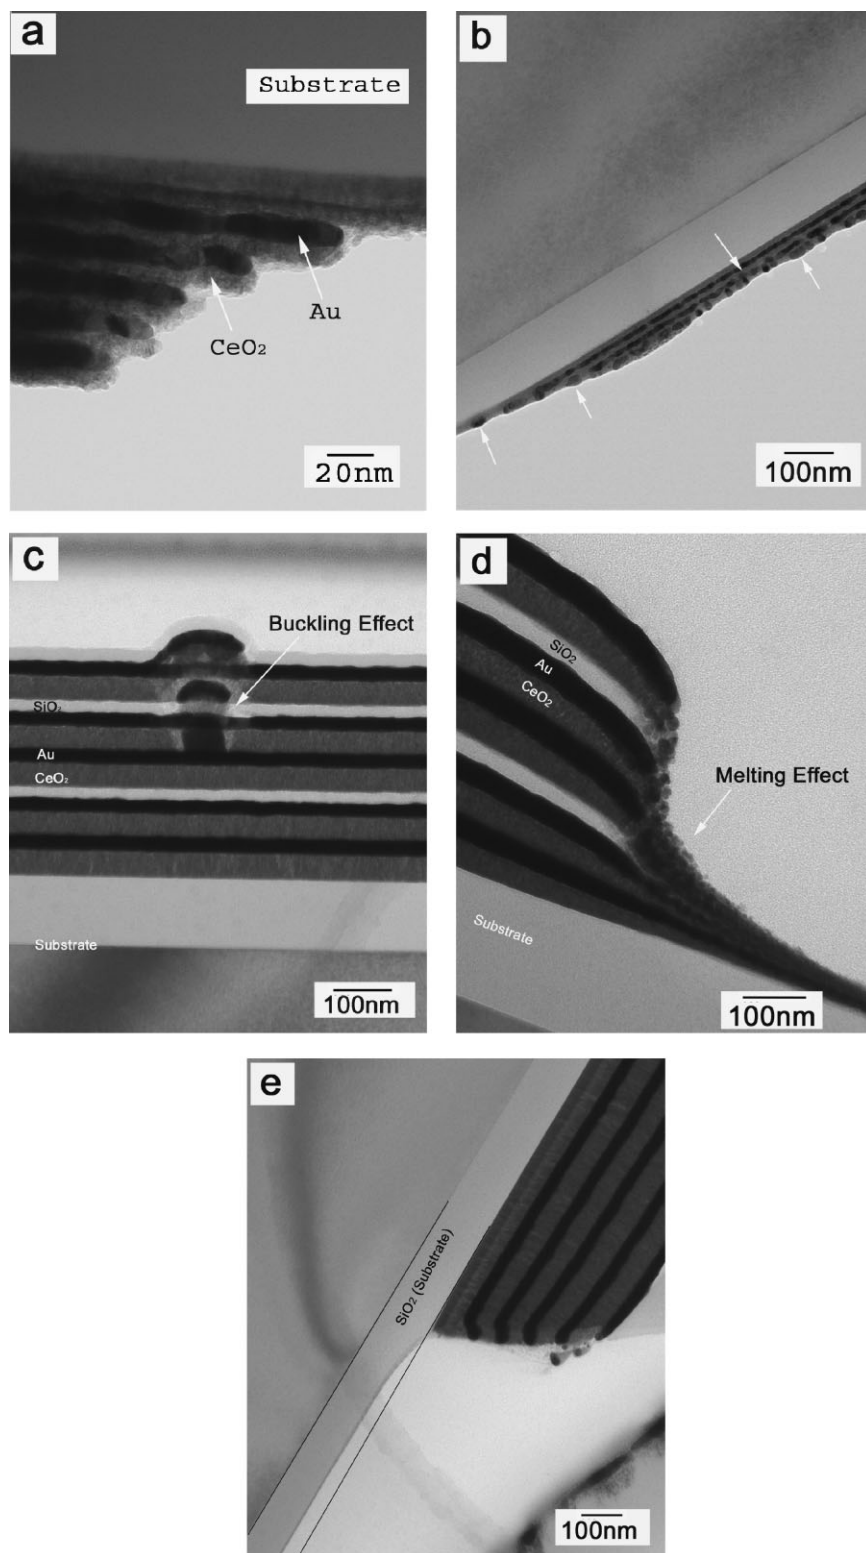 a
Substrate
Au
CeO₂
20nm
b
100nm
c
Buckling Effect
SiO₂
Au
CeO₂
Substrate
100nm
d
SiO₂
Au
CeO₂
Melting Effect
Substrate
100nm
e
SiO₂ (Substrate)
100nm